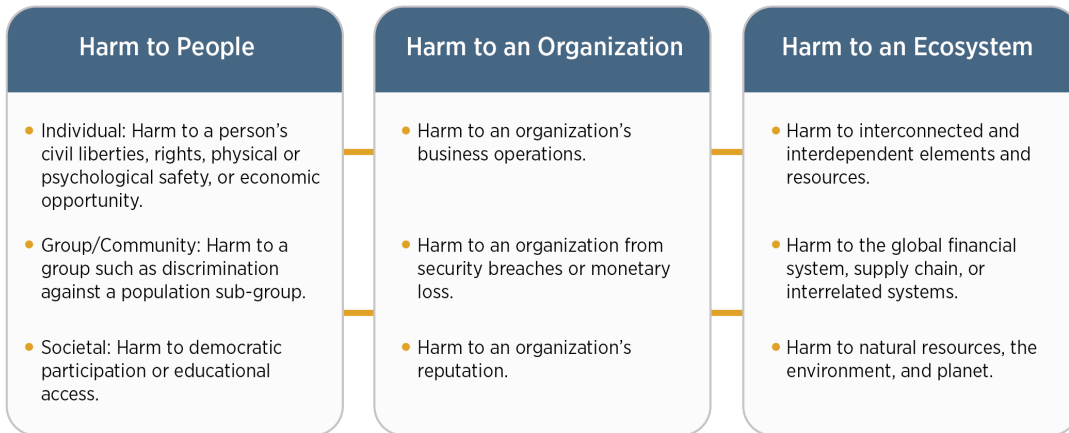 Harm to People
• Individual: Harm to a person’s
civil liberties, rights, physical or
psychological safety, or economic
opportunity.
• Group/Community: Harm to a
group such as discrimination
against a population sub-group.
• Societal: Harm to democratic
participation or educational
access.
Harm to an Organization
• Harm to an organization’s
business operations.
• Harm to an organization from
security breaches or monetary
loss.
• Harm to an organization’s
reputation.
Harm to an Ecosystem
• Harm to interconnected and
interdependent elements and
resources.
• Harm to the global financial
system, supply chain, or
interrelated systems.
• Harm to natural resources, the
environment, and planet.